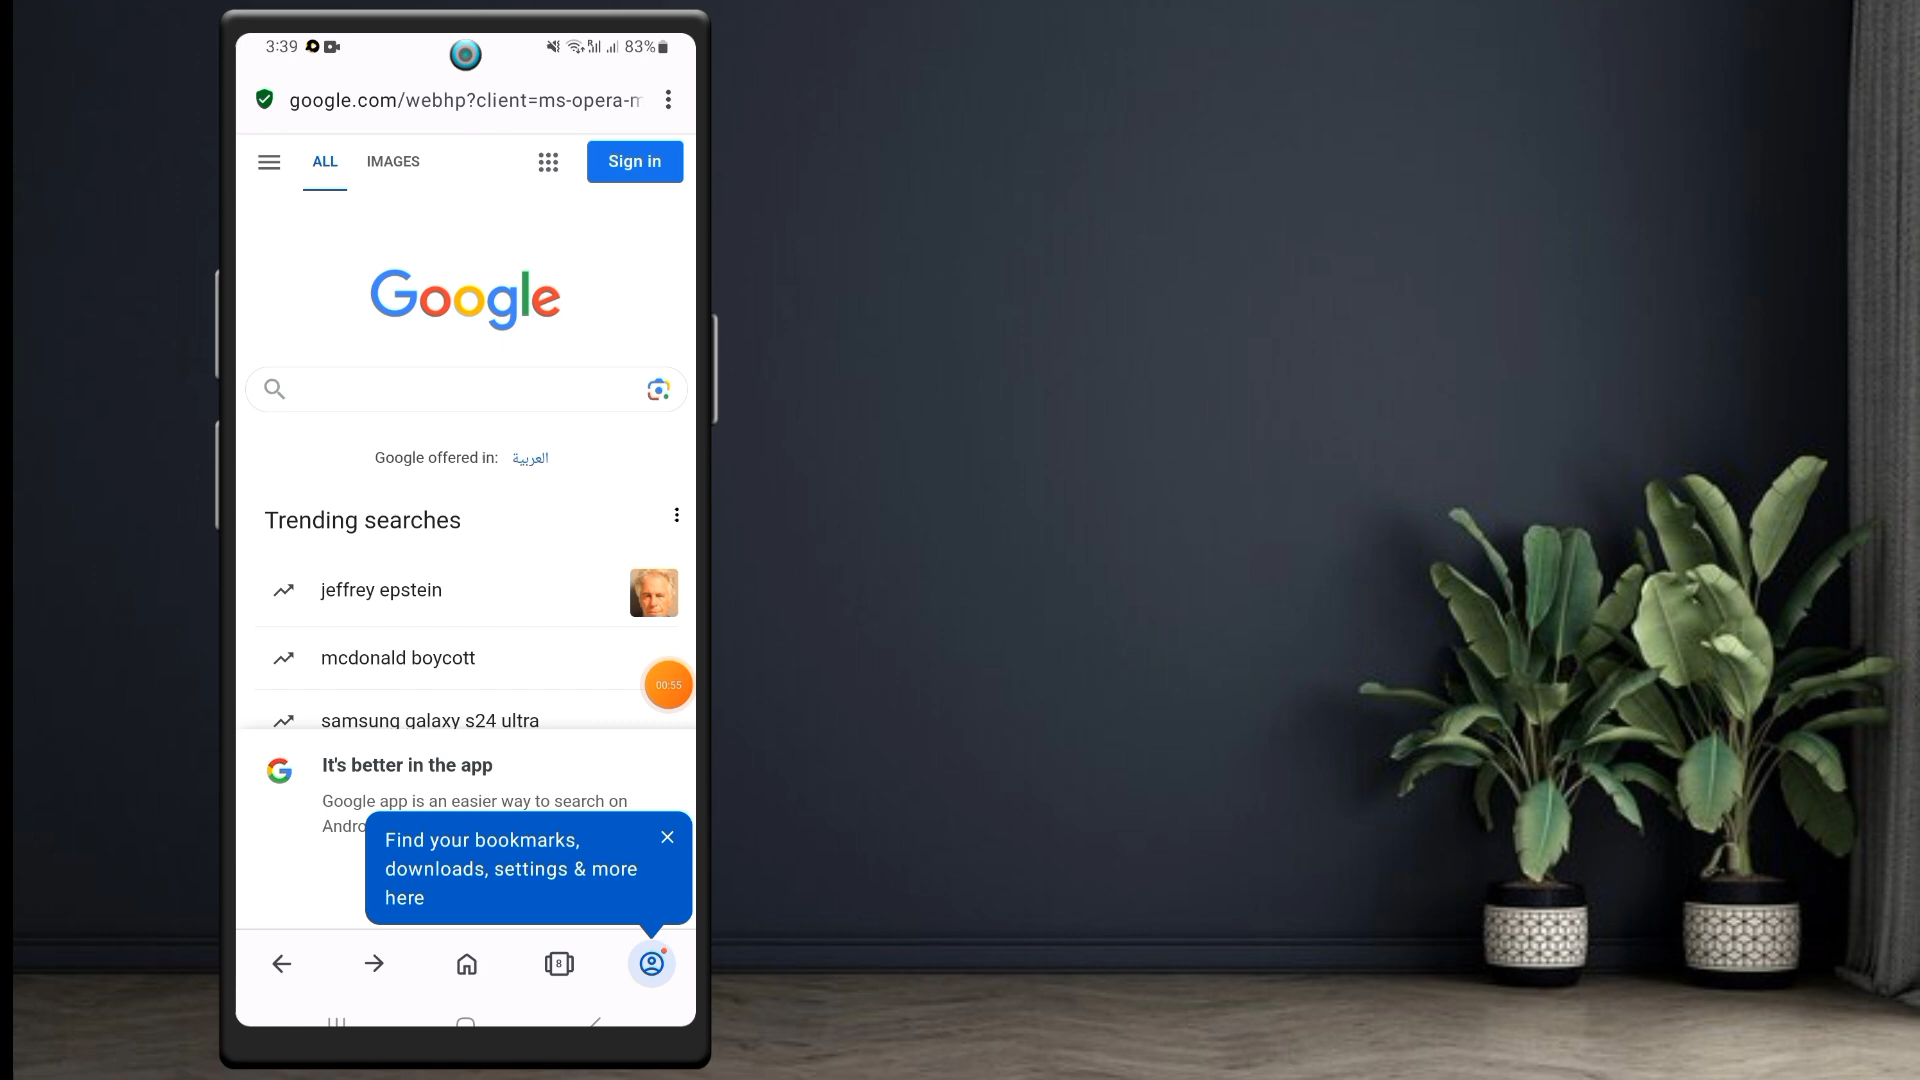 3:39
83%
google.com/webhp?client=ms-opera-m
ALL IMAGES
Sign in
Google
Google offered in: العربية
Trending searches
jeffrey epstein
mcdonald boycott
00:55
samsung galaxy s24 ultra
It's better in the app
Google app is an easier way to search on
Andro
Find your bookmarks,
downloads, settings & more
here
8